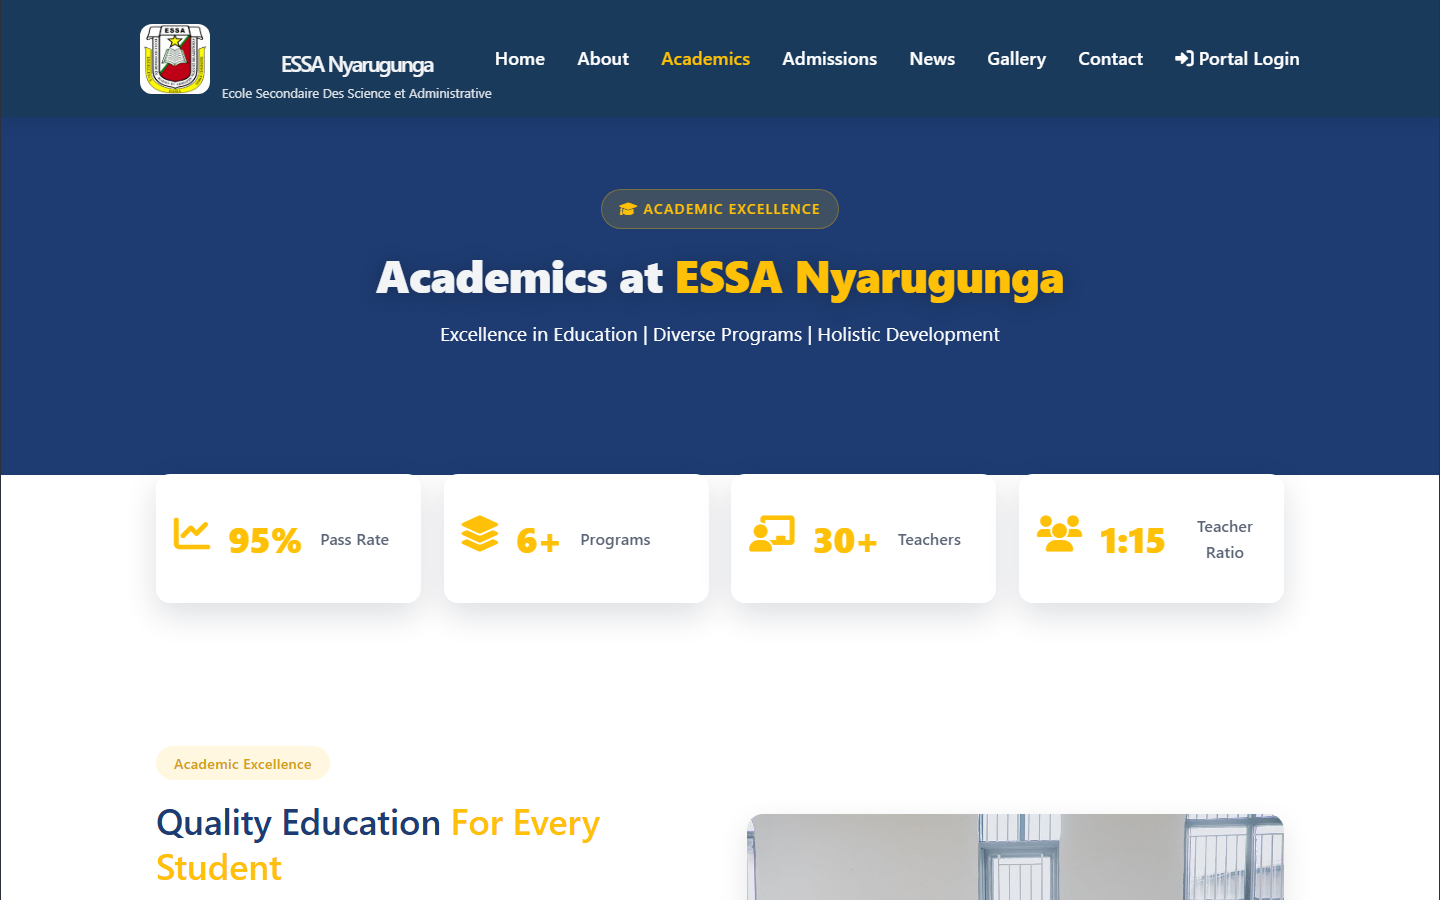 ESSA
ESSA Nyarugunga
Ecole Secondaire Des Science et Administrative
Home
About
Academics
Admissions
News
Gallery
Contact
Portal Login
ACADEMIC EXCELLENCE
Academics at ESSA Nyarugunga
Excellence in Education | Diverse Programs | Holistic Development
95% Pass Rate
6+ Programs
30+ Teachers
1:15 Teacher
Ratio
Academic Excellence
Quality Education For Every
Student